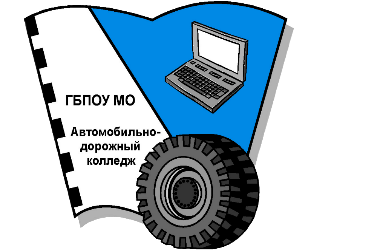 ГБПОУ МО
Автомобильно-
дорожный
колледж